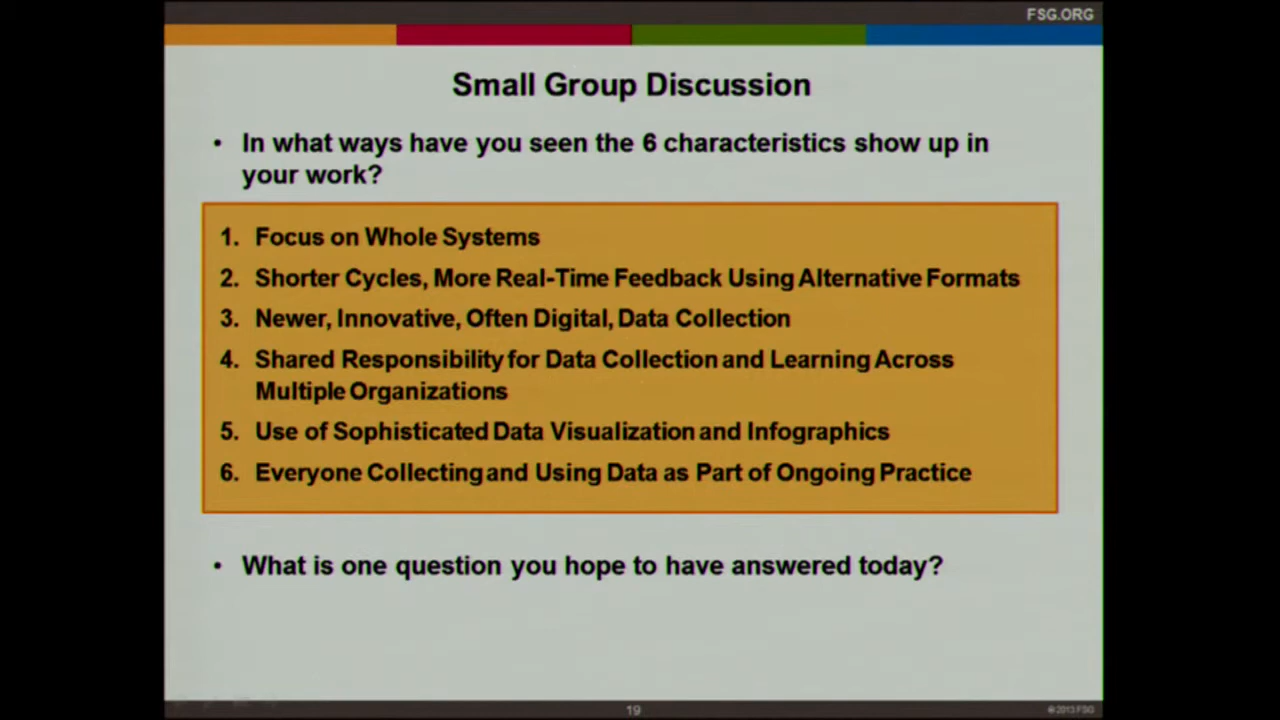 FSG.ORG
Small Group Discussion
• In what ways have you seen the 6 characteristics show up in
your work?
1. Focus on Whole Systems
2. Shorter Cycles, More Real-Time Feedback Using Alternative Formats
3. Newer, Innovative, Often Digital, Data Collection
4. Shared Responsibility for Data Collection and Learning Across
Multiple Organizations
5. Use of Sophisticated Data Visualization and Infographics
6. Everyone Collecting and Using Data as Part of Ongoing Practice
• What is one question you hope to have answered today?
19
© 2013 FSG